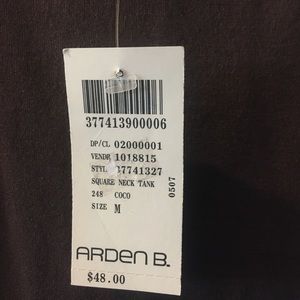 377413900006
DP/CL 02000001
VENDR 1018815
STYL 37741327
SQUARE NECK TANK
248 COCO
SIZE M
0507
ARDEN B.
$48.00